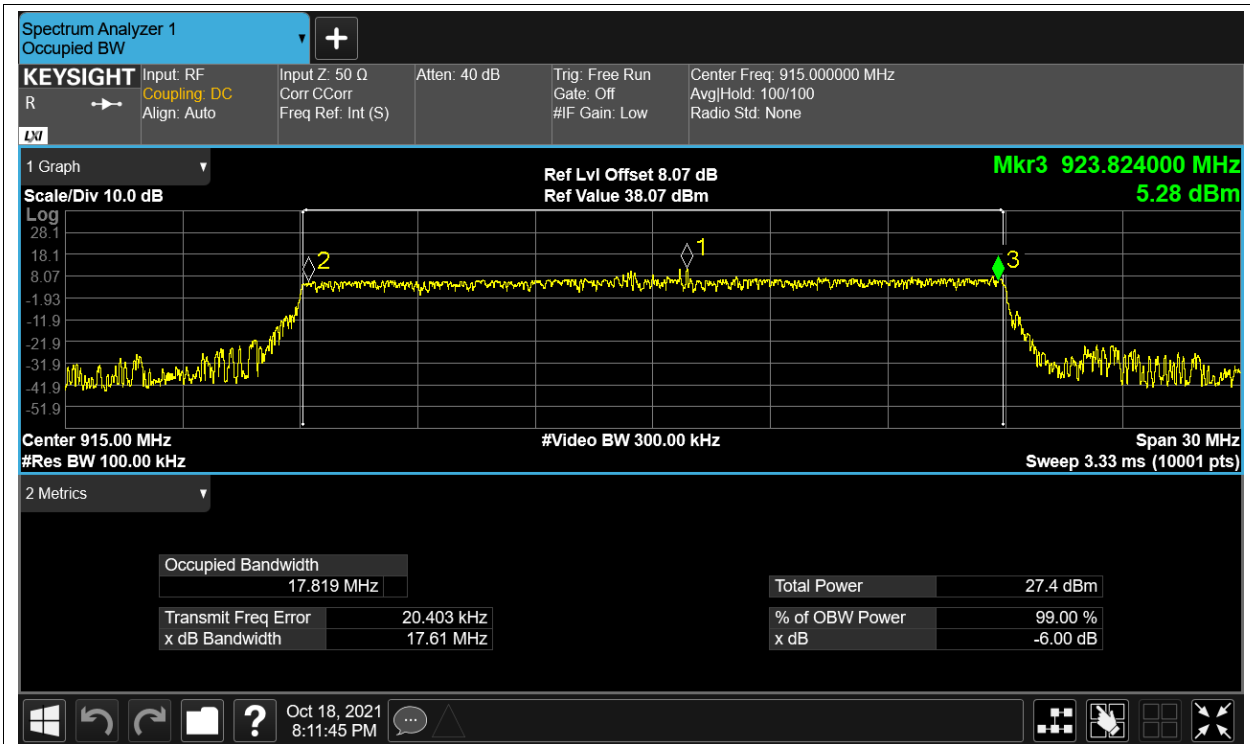 Spectrum Analyzer 1
Occupied BW
KEYSIGHT
R
LXI
Input: RF
Coupling: DC
Align: Auto
Input Z: 50 Ω
Corr CCorr
Freq Ref: Int (S)
Atten: 40 dB
Trig: Free Run
Gate: Off
#IF Gain: Low
Center Freq: 915.000000 MHz
Avg|Hold: 100/100
Radio Std: None
1 Graph
Scale/Div 10.0 dB
Ref Lvl Offset 8.07 dB
Ref Value 38.07 dBm
Mkr3 923.824000 MHz
5.28 dBm
Log
28.1
18.1
8.07
-1.93
-11.9
-21.9
-31.9
-41.9
-51.9
2
1
3
Center 915.00 MHz
#Res BW 100.00 kHz
#Video BW 300.00 kHz
Span 30 MHz
Sweep 3.33 ms (10001 pts)
2 Metrics
Occupied Bandwidth
17.819 MHz
Total Power 27.4 dBm
Transmit Freq Error 20.403 kHz
% of OBW Power 99.00 %
x dB Bandwidth 17.61 MHz
x dB -6.00 dB
?
Oct 18, 2021
8:11:45 PM